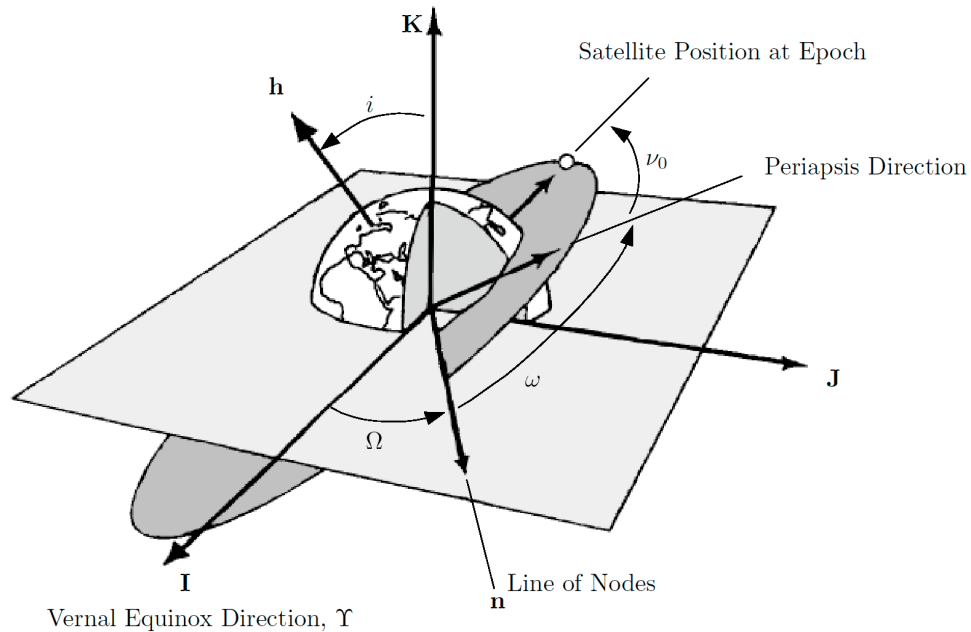 K
Satellite Position at Epoch
h
i
ν₀
Periapsis Direction
J
ω
Ω
I
Line of Nodes
n
Vernal Equinox Direction, ϒ